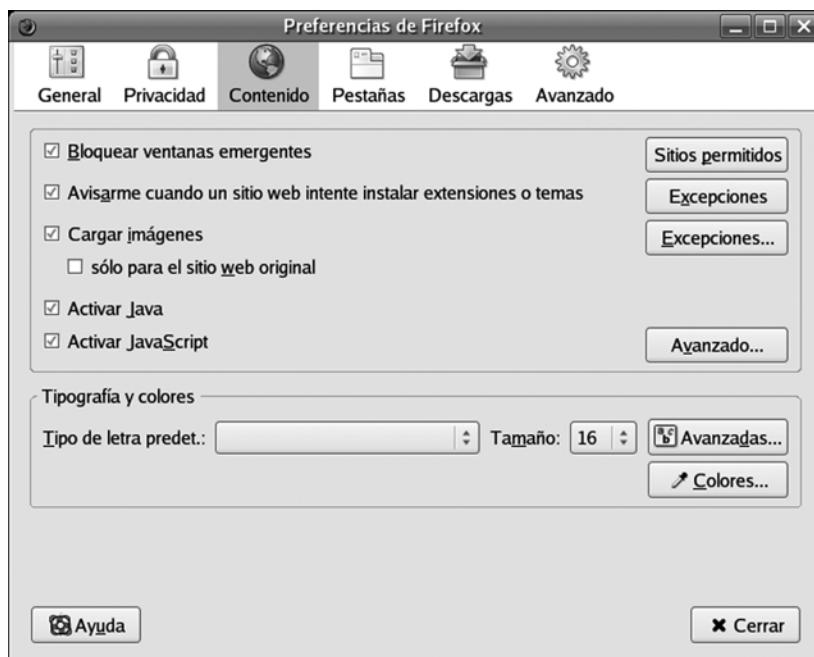 Preferencias de Firefox
General Privacidad Contenido Pestañas Descargas Avanzado
Bloquear ventanas emergentes Sitios permitidos
Avisarme cuando un sitio web intente instalar extensiones o temas Excepciones
Cargar imágenes Excepciones...
sólo para el sitio web original
Activar Java
Activar JavaScript Avanzado...
Tipografía y colores
Tipo de letra predet.: Tamaño: 16 Avanzadas...
Colores...
Ayuda Cerrar